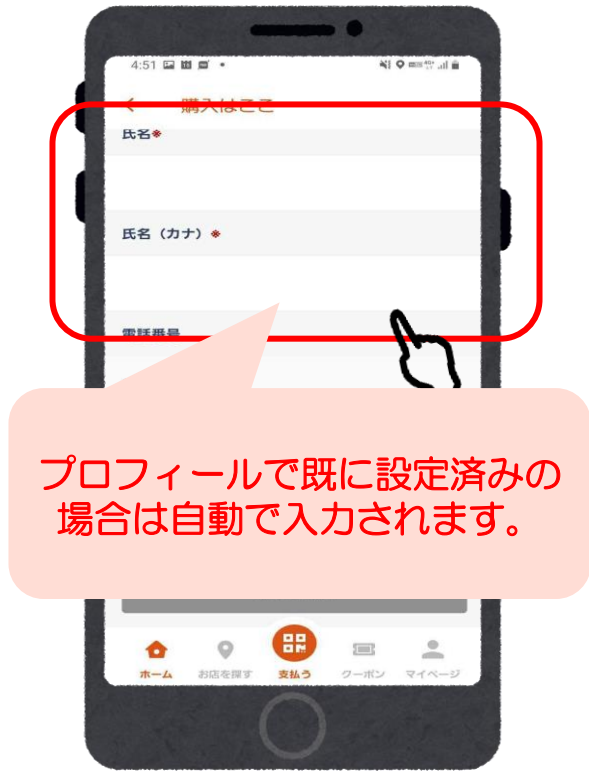 4:51
購入はここ
氏名※
氏名（カナ）※
電話番号
プロフィールで既に設定済みの
場合は自動で入力されます。
ホーム
お店を探す
支払う
クーポン
マイページ